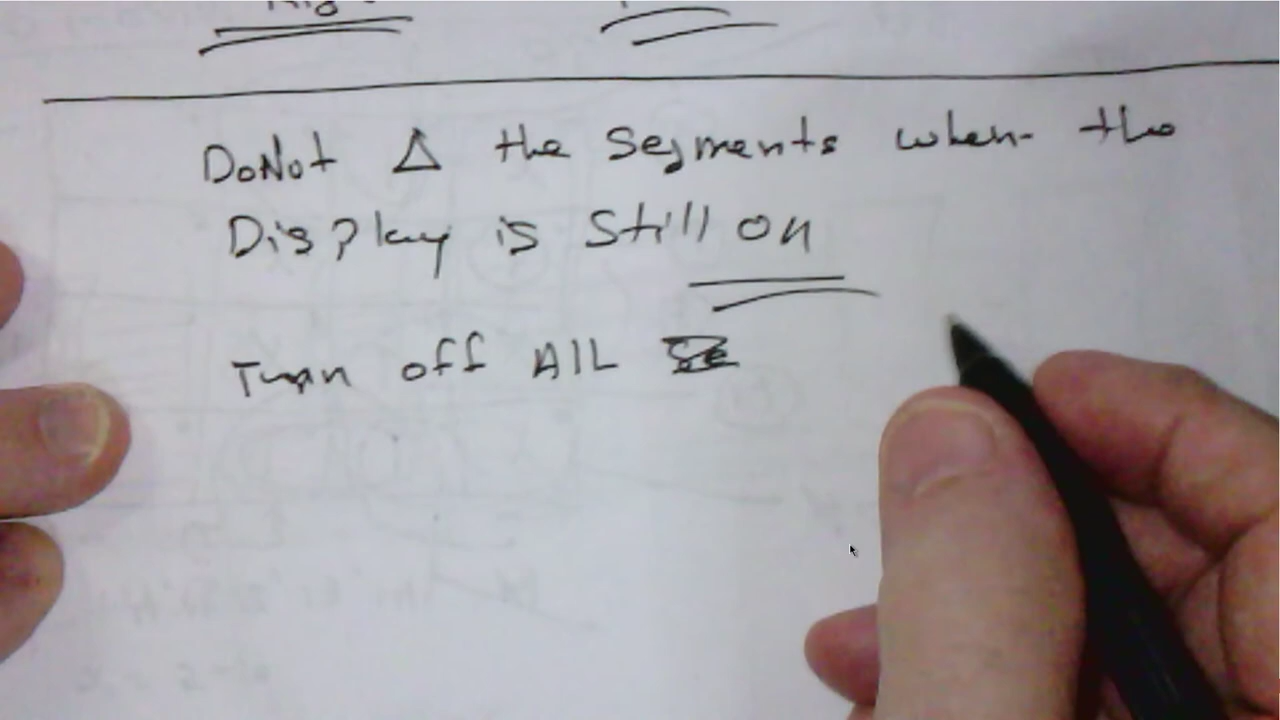 DoNot Δ the Segments when the
Display is Still on
Turn off All